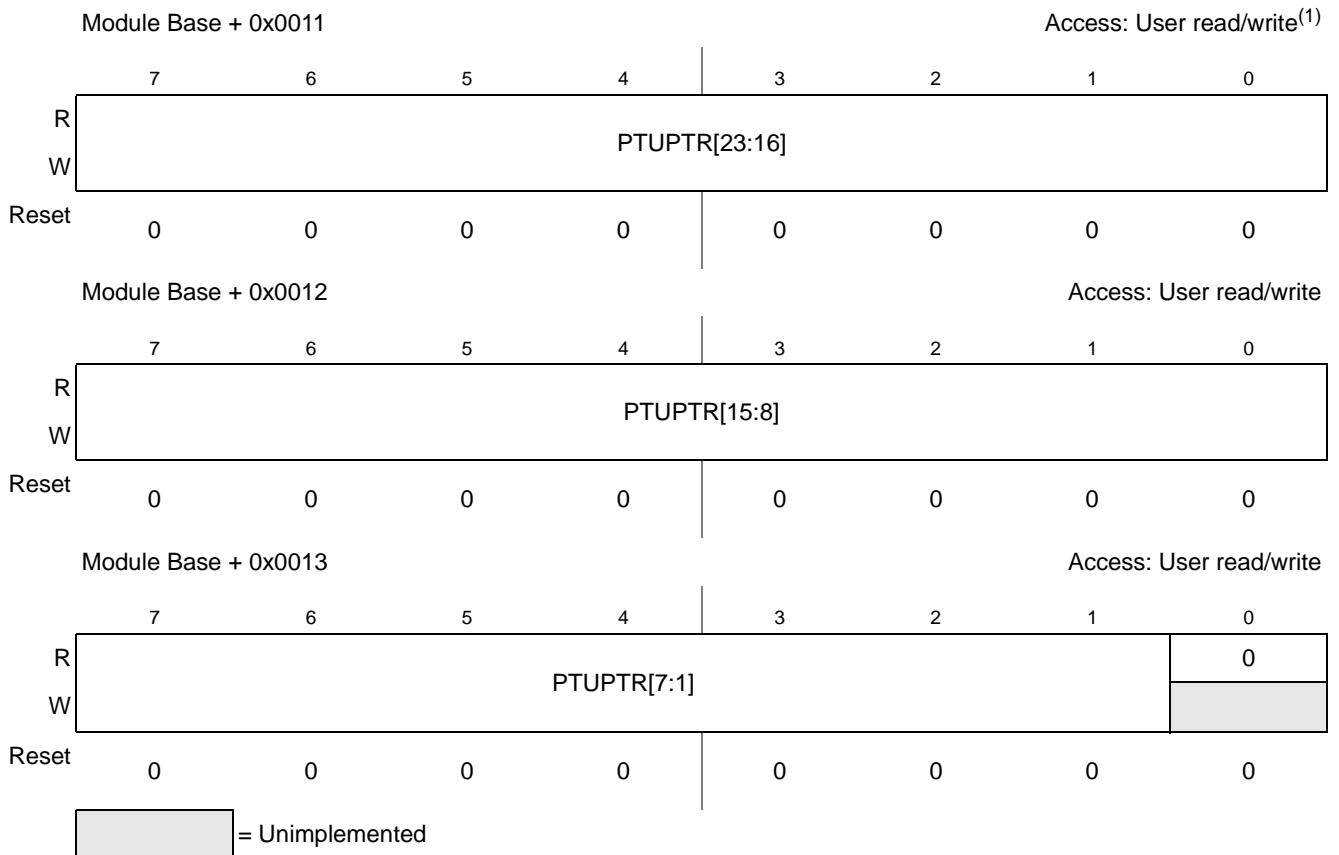 Module Base + 0x0011 Access: User read/write(1)
7 6 5 4 3 2 1 0
R
PTUPTR[23:16]
W
Reset 0 0 0 0 0 0 0 0
Module Base + 0x0012 Access: User read/write
7 6 5 4 3 2 1 0
R
PTUPTR[15:8]
W
Reset 0 0 0 0 0 0 0 0
Module Base + 0x0013 Access: User read/write
7 6 5 4 3 2 1 0
R 0
PTUPTR[7:1]
W
Reset 0 0 0 0 0 0 0 0
= Unimplemented